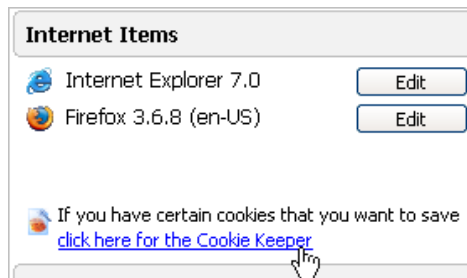 Internet Items
Internet Explorer 7.0 Edit
Firefox 3.6.8 (en-US) Edit
If you have certain cookies that you want to save
click here for the Cookie Keeper